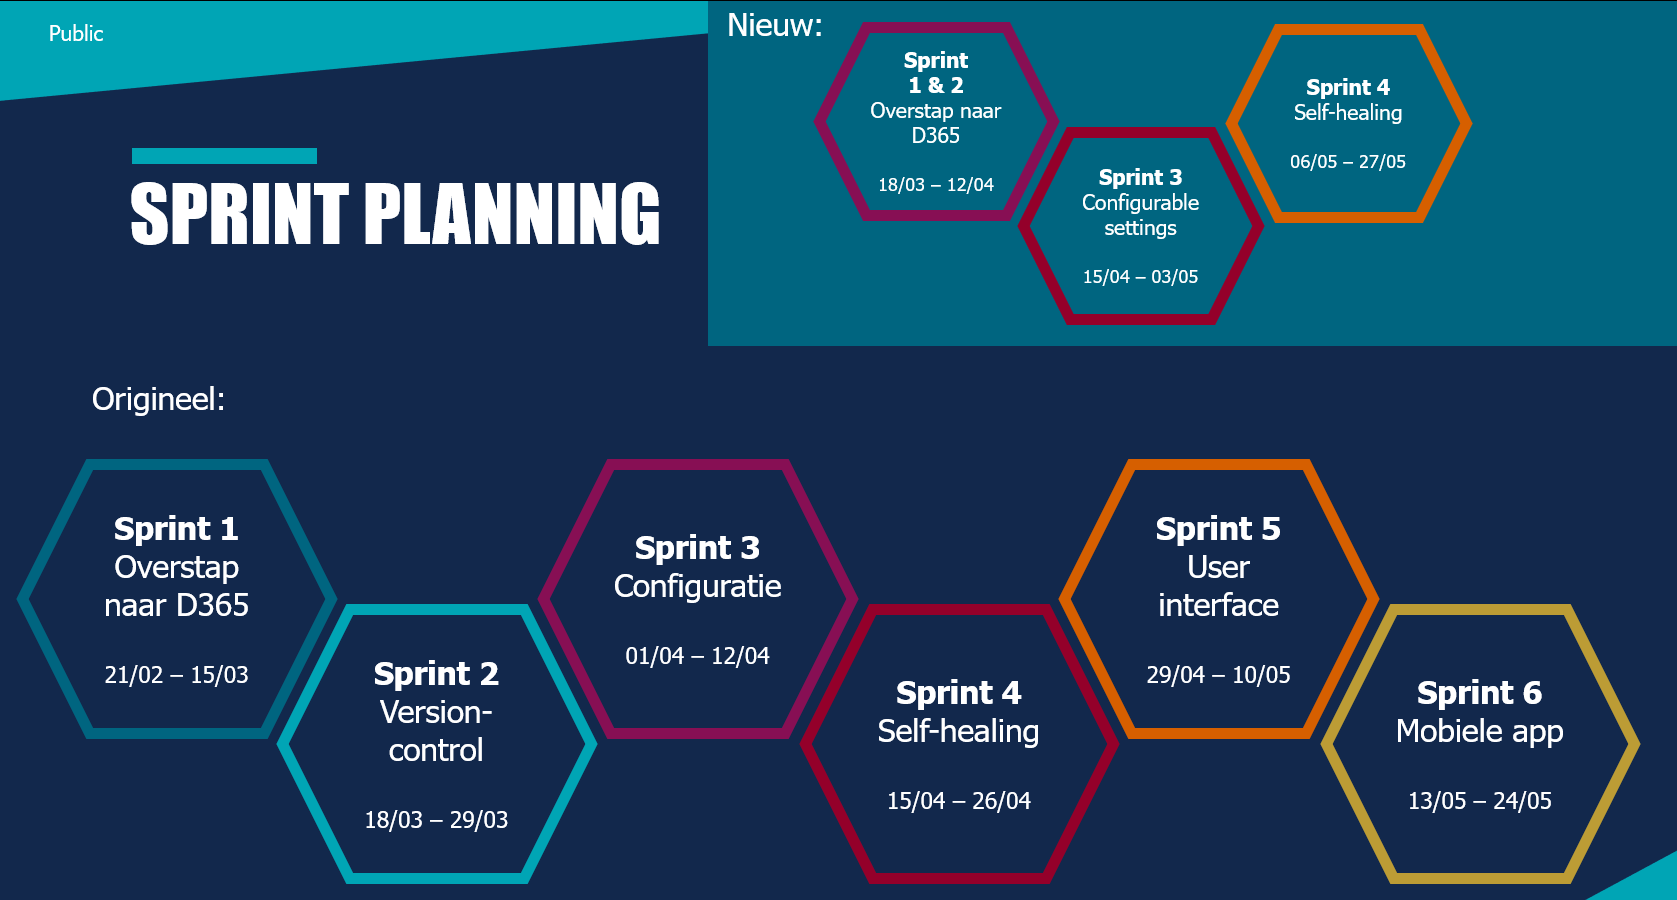 Public
SPRINT PLANNING
Nieuw:
Sprint
1 & 2
Overstap naar
D365
18/03 – 12/04
Sprint 3
Configurable
settings
15/04 – 03/05
Sprint 4
Self-healing
06/05 – 27/05
Origineel:
Sprint 1
Overstap
naar D365
21/02 – 15/03
Sprint 2
Version-
control
18/03 – 29/03
Sprint 3
Configuratie
01/04 – 12/04
Sprint 4
Self-healing
15/04 – 26/04
Sprint 5
User
interface
29/04 – 10/05
Sprint 6
Mobiele app
13/05 – 24/05